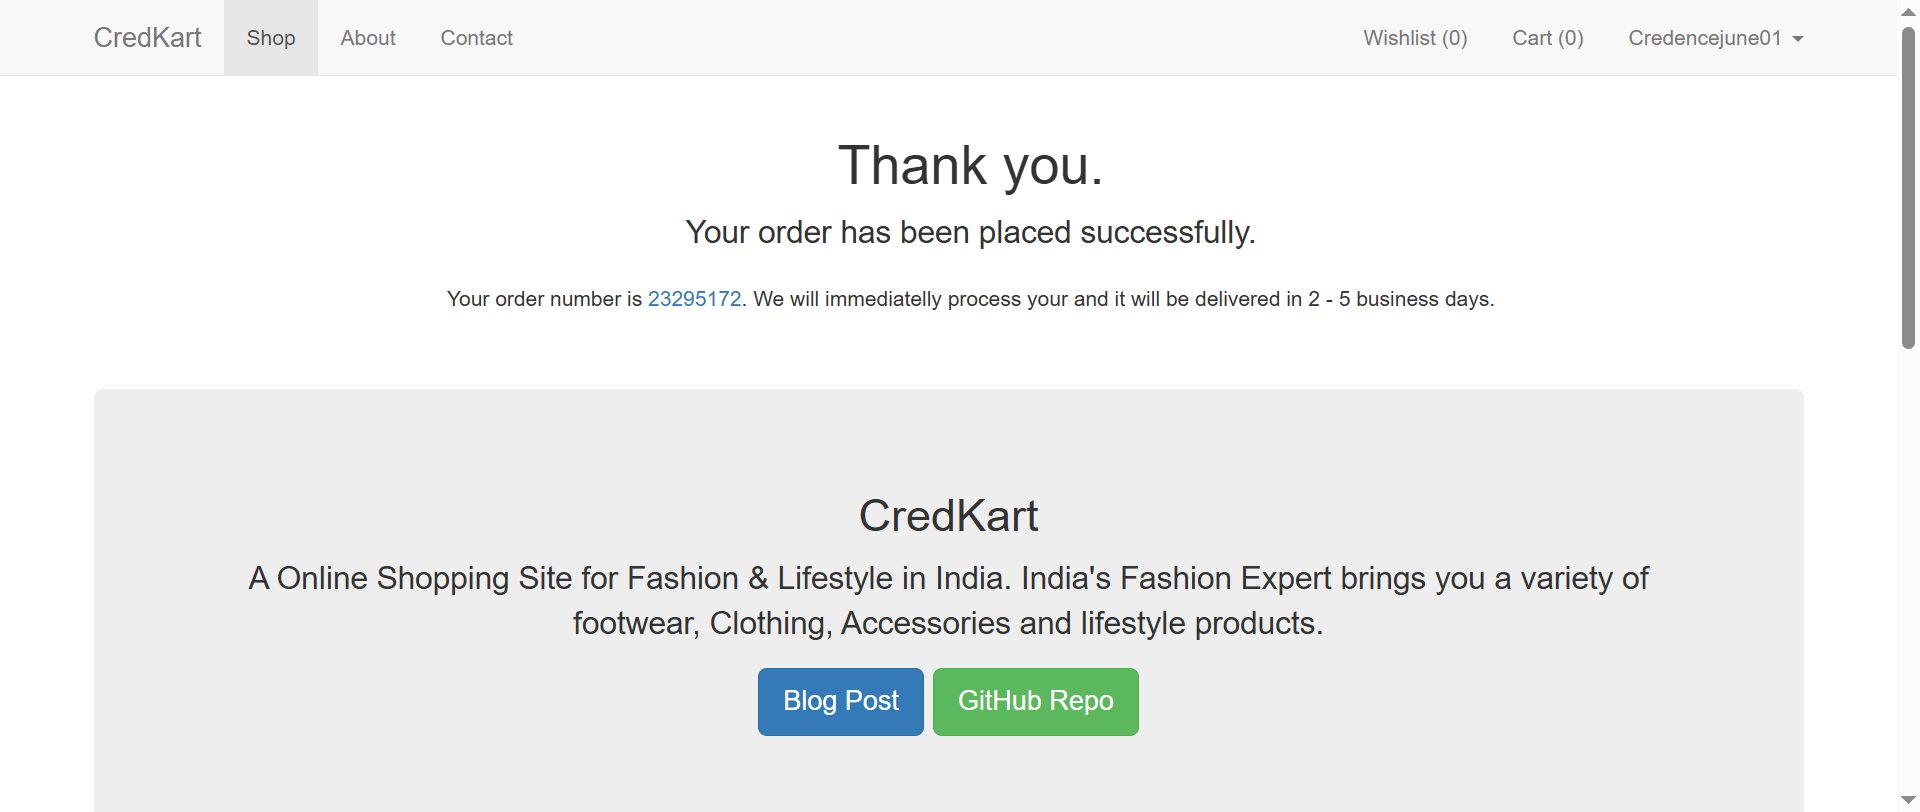 CredKart Shop About Contact Wishlist (0) Cart (0) Credencejune01
Thank you.
Your order has been placed successfully.
Your order number is 23295172. We will immediatelly process your and it will be delivered in 2 - 5 business days.
CredKart
A Online Shopping Site for Fashion & Lifestyle in India. India's Fashion Expert brings you a variety of
footwear, Clothing, Accessories and lifestyle products.
Blog Post GitHub Repo